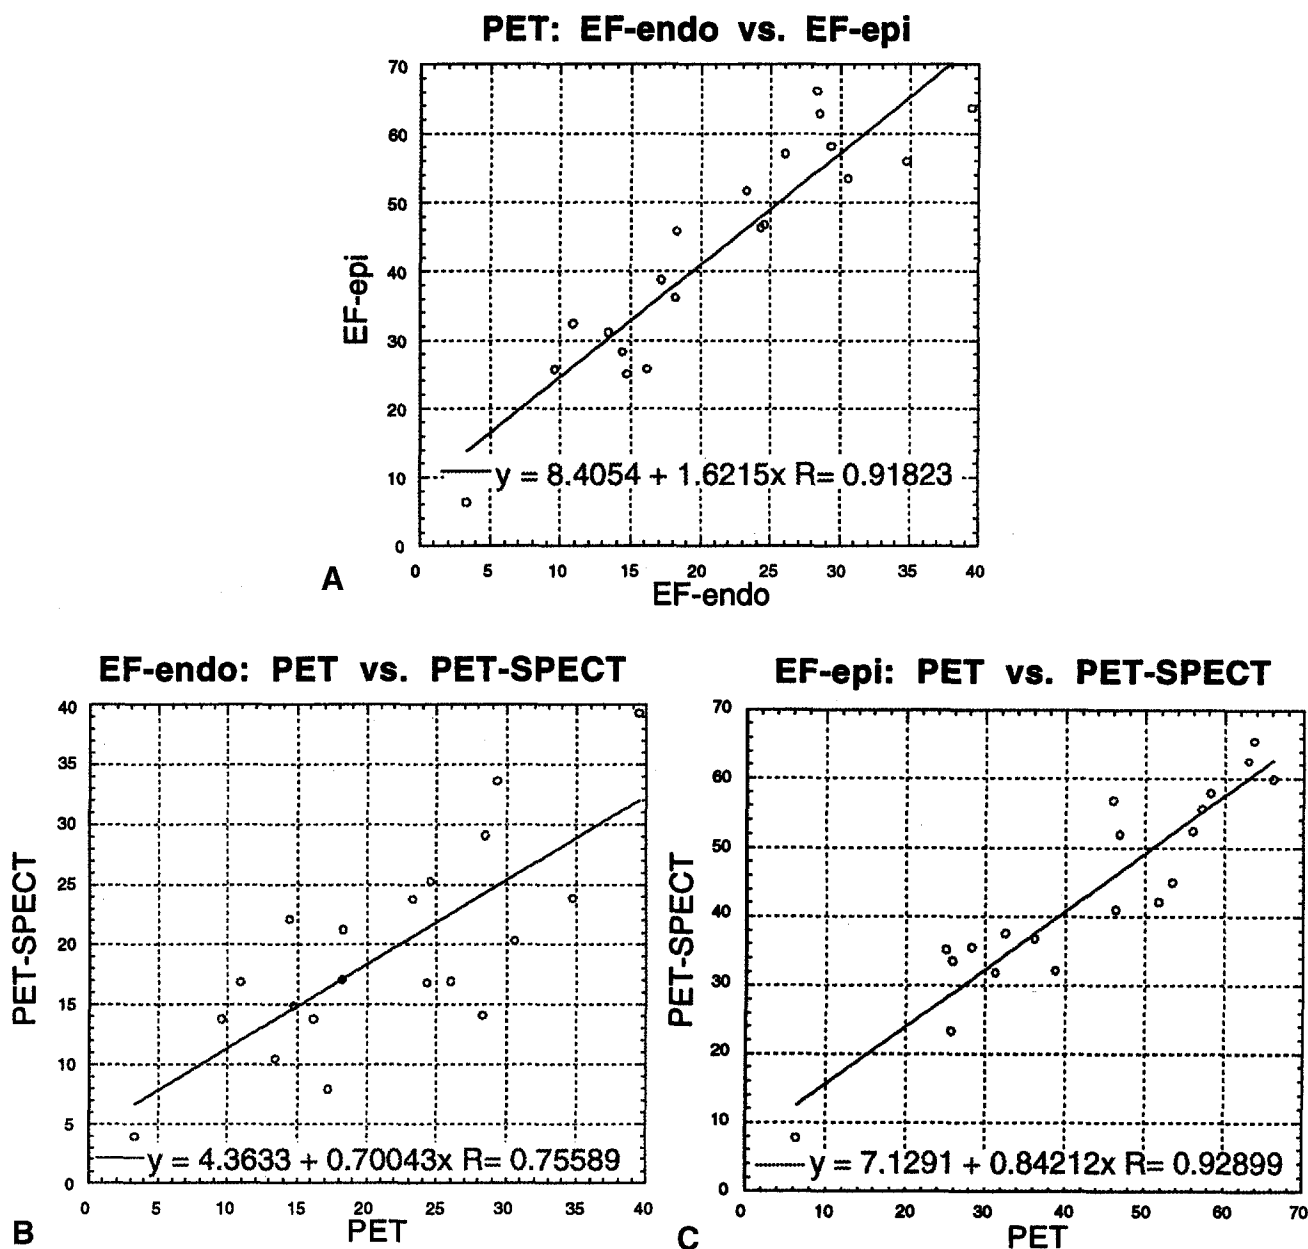 PET: EF-endo vs. EF-epi
70
60
50
40
30
20
10
0
EF-epi
y = 8.4054 + 1.6215x R= 0.91823
0 5 10 15 20 25 30 35 40
EF-endo
A
EF-endo: PET vs. PET-SPECT
40
35
30
25
20
15
10
5
0
PET-SPECT
y = 4.3633 + 0.70043x R= 0.75589
0 5 10 15 20 25 30 35 40
PET
B
EF-epi: PET vs. PET-SPECT
70
60
50
40
30
20
10
0
PET-SPECT
y = 7.1291 + 0.84212x R= 0.92899
0 10 20 30 40 50 60 70
PET
C